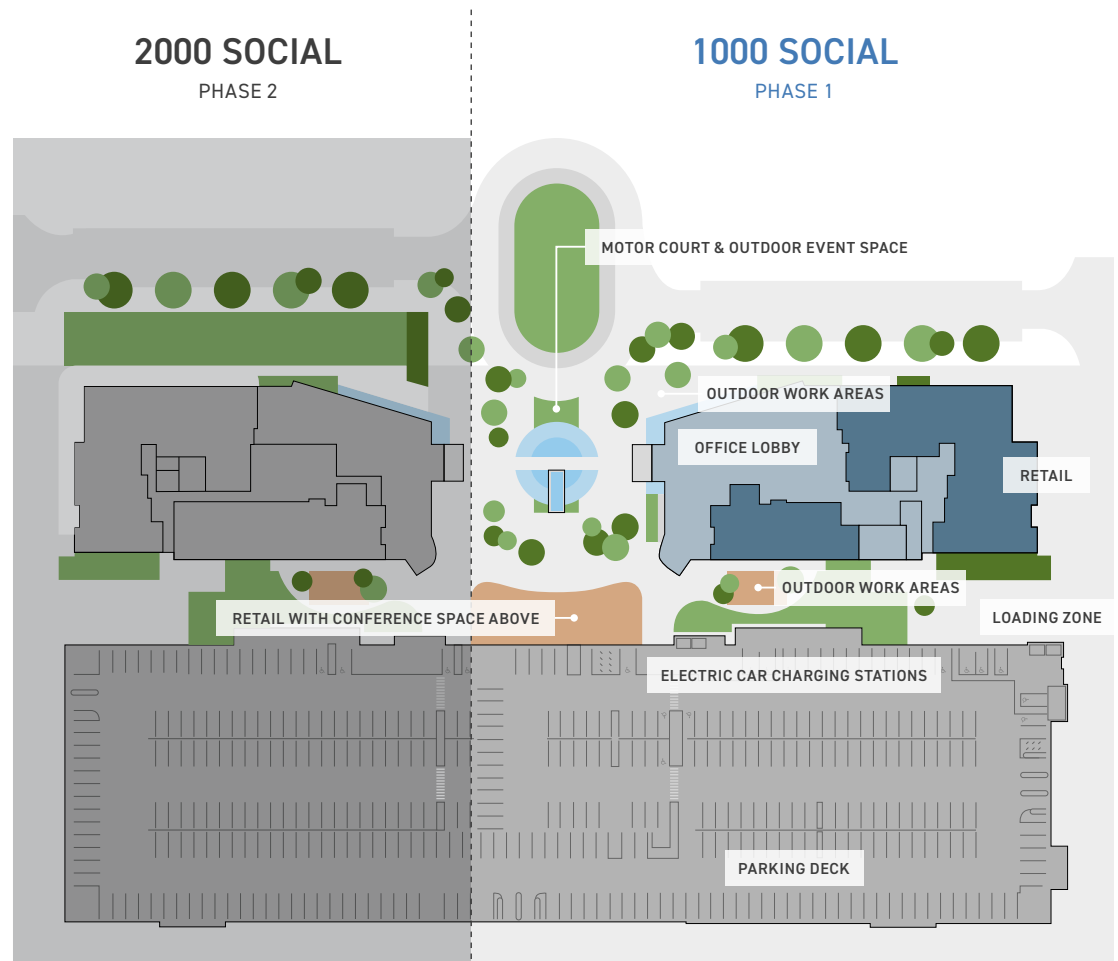 2000 SOCIAL
PHASE 2
1000 SOCIAL
PHASE 1
MOTOR COURT & OUTDOOR EVENT SPACE
OUTDOOR WORK AREAS
OFFICE LOBBY
RETAIL
OUTDOOR WORK AREAS
RETAIL WITH CONFERENCE SPACE ABOVE
LOADING ZONE
ELECTRIC CAR CHARGING STATIONS
PARKING DECK